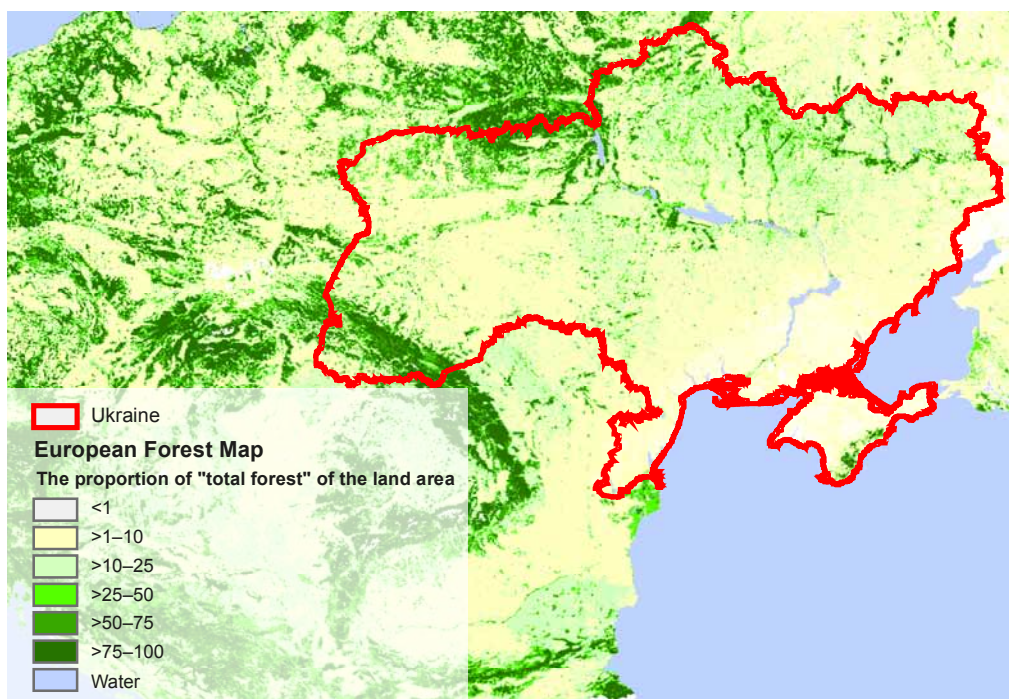 Ukraine
European Forest Map
The proportion of "total forest" of the land area
<1
>1–10
>10–25
>25–50
>50–75
>75–100
Water